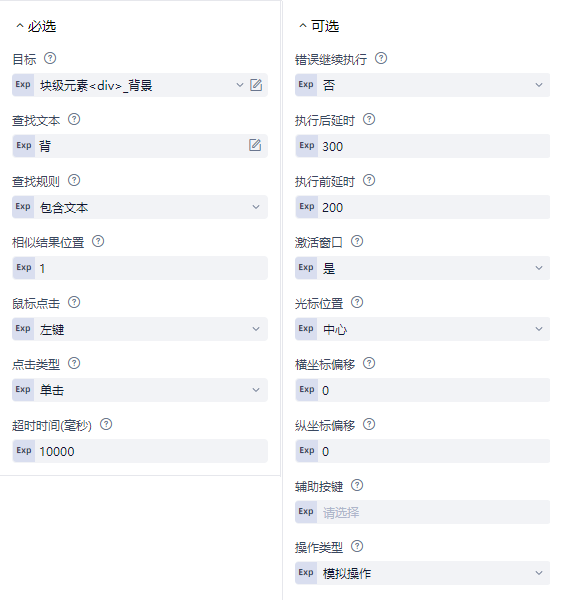 必选
目标
Exp 块级元素<div>_背景
查找文本
Exp 背
查找规则
Exp 包含文本
相似结果位置
Exp 1
鼠标点击
Exp 左键
点击类型
Exp 单击
超时时间(毫秒)
Exp 10000
可选
错误继续执行
Exp 否
执行后延时
Exp 300
执行前延时
Exp 200
激活窗口
Exp 是
光标位置
Exp 中心
横坐标偏移
Exp 0
纵坐标偏移
Exp 0
辅助按键
Exp 请选择
操作类型
Exp 模拟操作